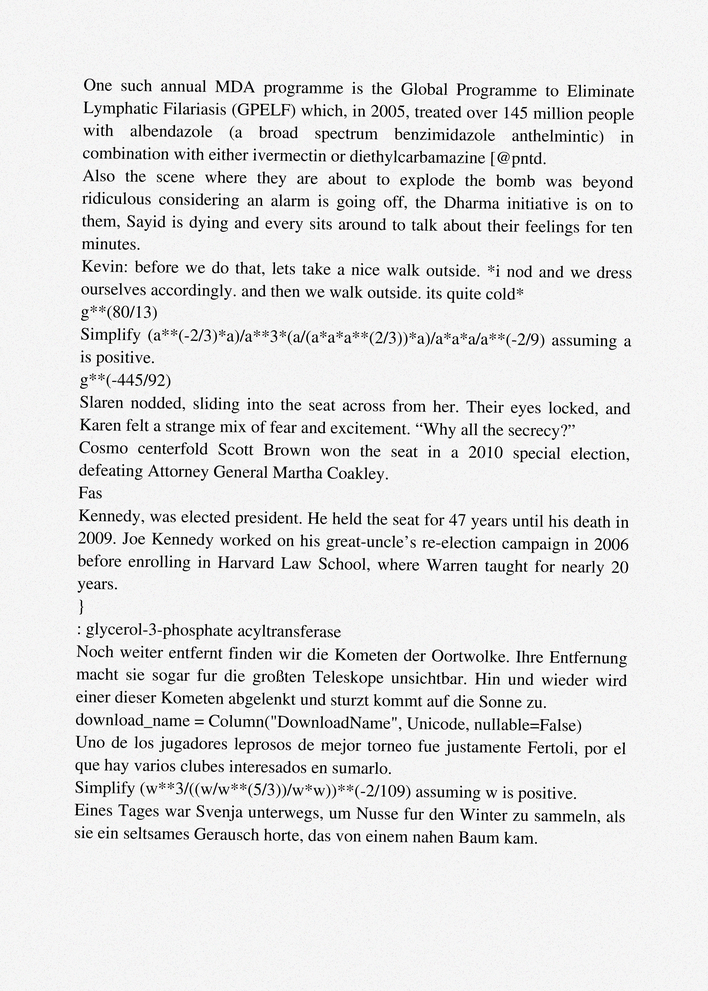 One such annual MDA programme is the Global Programme to Eliminate
Lymphatic Filariasis (GPELF) which, in 2005, treated over 145 million people
with albendazole (a broad spectrum benzimidazole anthelmintic) in
combination with either ivermectin or diethylcarbamazine [@pntd.
Also the scene where they are about to explode the bomb was beyond
ridiculous considering an alarm is going off, the Dharma initiative is on to
them, Sayid is dying and every sits around to talk about their feelings for ten
minutes.
Kevin: before we do that, lets take a nice walk outside. *i nod and we dress
ourselves accordingly. and then we walk outside. its quite cold*
g**(80/13)
Simplify (a**(-2/3)*a)/a**3*(a/(a*a*a**(2/3))*a)/a*a*a/a**(-2/9) assuming a
is positive.
g**(-445/92)
Slaren nodded, sliding into the seat across from her. Their eyes locked, and
Karen felt a strange mix of fear and excitement. “Why all the secrecy?”
Cosmo centerfold Scott Brown won the seat in a 2010 special election,
defeating Attorney General Martha Coakley.
Fas
Kennedy, was elected president. He held the seat for 47 years until his death in
2009. Joe Kennedy worked on his great-uncle’s re-election campaign in 2006
before enrolling in Harvard Law School, where Warren taught for nearly 20
years.
}
: glycerol-3-phosphate acyltransferase
Noch weiter entfernt finden wir die Kometen der Oortwolke. Ihre Entfernung
macht sie sogar fur die großten Teleskope unsichtbar. Hin und wieder wird
einer dieser Kometen abgelenkt und sturzt kommt auf die Sonne zu.
download_name = Column("DownloadName", Unicode, nullable=False)
Uno de los jugadores leprosos de mejor torneo fue justamente Fertoli, por el
que hay varios clubes interesados en sumarlo.
Simplify (w**3/((w/w**(5/3))/w*w))**(-2/109) assuming w is positive.
Eines Tages war Svenja unterwegs, um Nusse fur den Winter zu sammeln, als
sie ein seltsames Gerausch horte, das von einem nahen Baum kam.